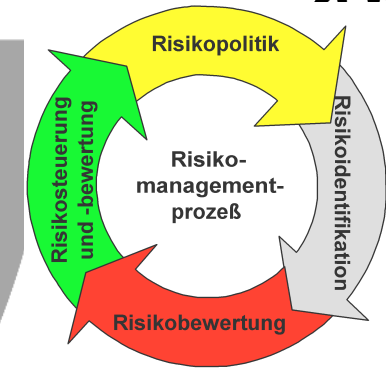 Risikopolitik
Risikoidentifikation
Risikobewertung
Risikosteuerung
und -bewertung
Risiko-
management-
prozeß